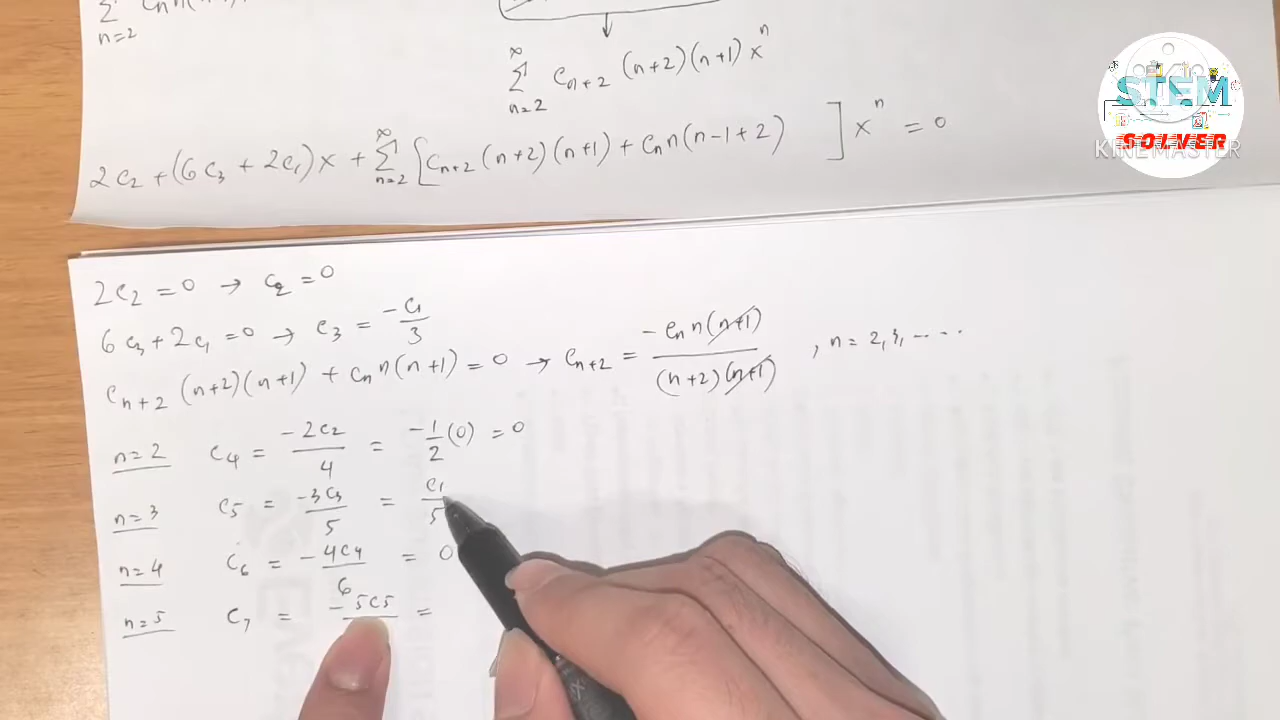 n=2
∞
∑ c_{n+2} (n+2)(n+1) x^n
n=2
2c_2 + (6c_3 + 2c_1)x + ∑_{n=2}^{∞} [c_{n+2} (n+2)(n+1) + c_n n(n-1+2) ] x^n = 0
STEM
SOLVER
KINEMASTER
2c_2 = 0 → c_2 = 0
6c_3 + 2c_1 = 0 → c_3 = -c_1/3
c_{n+2} (n+2)(n+1) + c_n n(n+1) = 0 → c_{n+2} = -c_n n(n+1)/(n+2)(n+1) , n = 2,3, ....
n=2 c_4 = -2c_2/4 = -1/2 (0) = 0
n=3 c_5 = -3c_3/5 = c_1/5
n=4 c_6 = -4c_4/6 = 0
n=5 c_7 = -5c_5 =